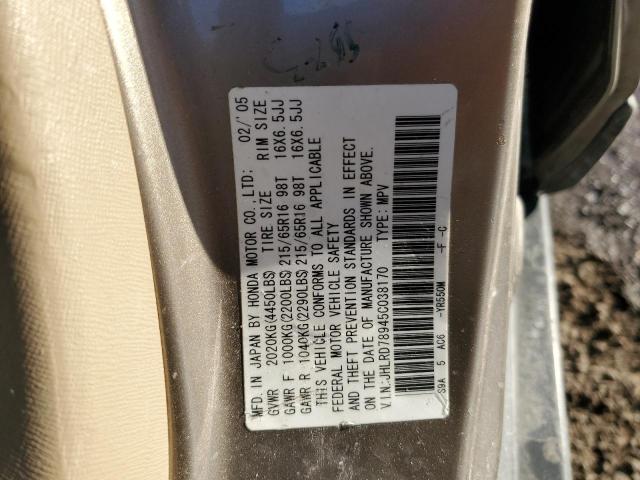 MFD. IN JAPAN BY HONDA MOTOR CO., LTD; 02/'05
GVWR 2020KG(4450LBS) TIRE SIZE RIM SIZE
GAWR F 1000KG(2200LBS) 215/65R16 98T 16X6.5JJ
GAWR R 1040KG(2290LBS) 215/65R16 98T 16X6.5JJ
THIS VEHICLE CONFORMS TO ALL APPLICABLE
FEDERAL MOTOR VEHICLE SAFETY
AND THEFT PREVENTION STANDARDS IN EFFECT
ON THE DATE OF MANUFACTURE SHOWN ABOVE.
V.I.N.: JHLRD78945C038170 TYPE: MPV
S9A 5 AC6 -YR550M -F -C